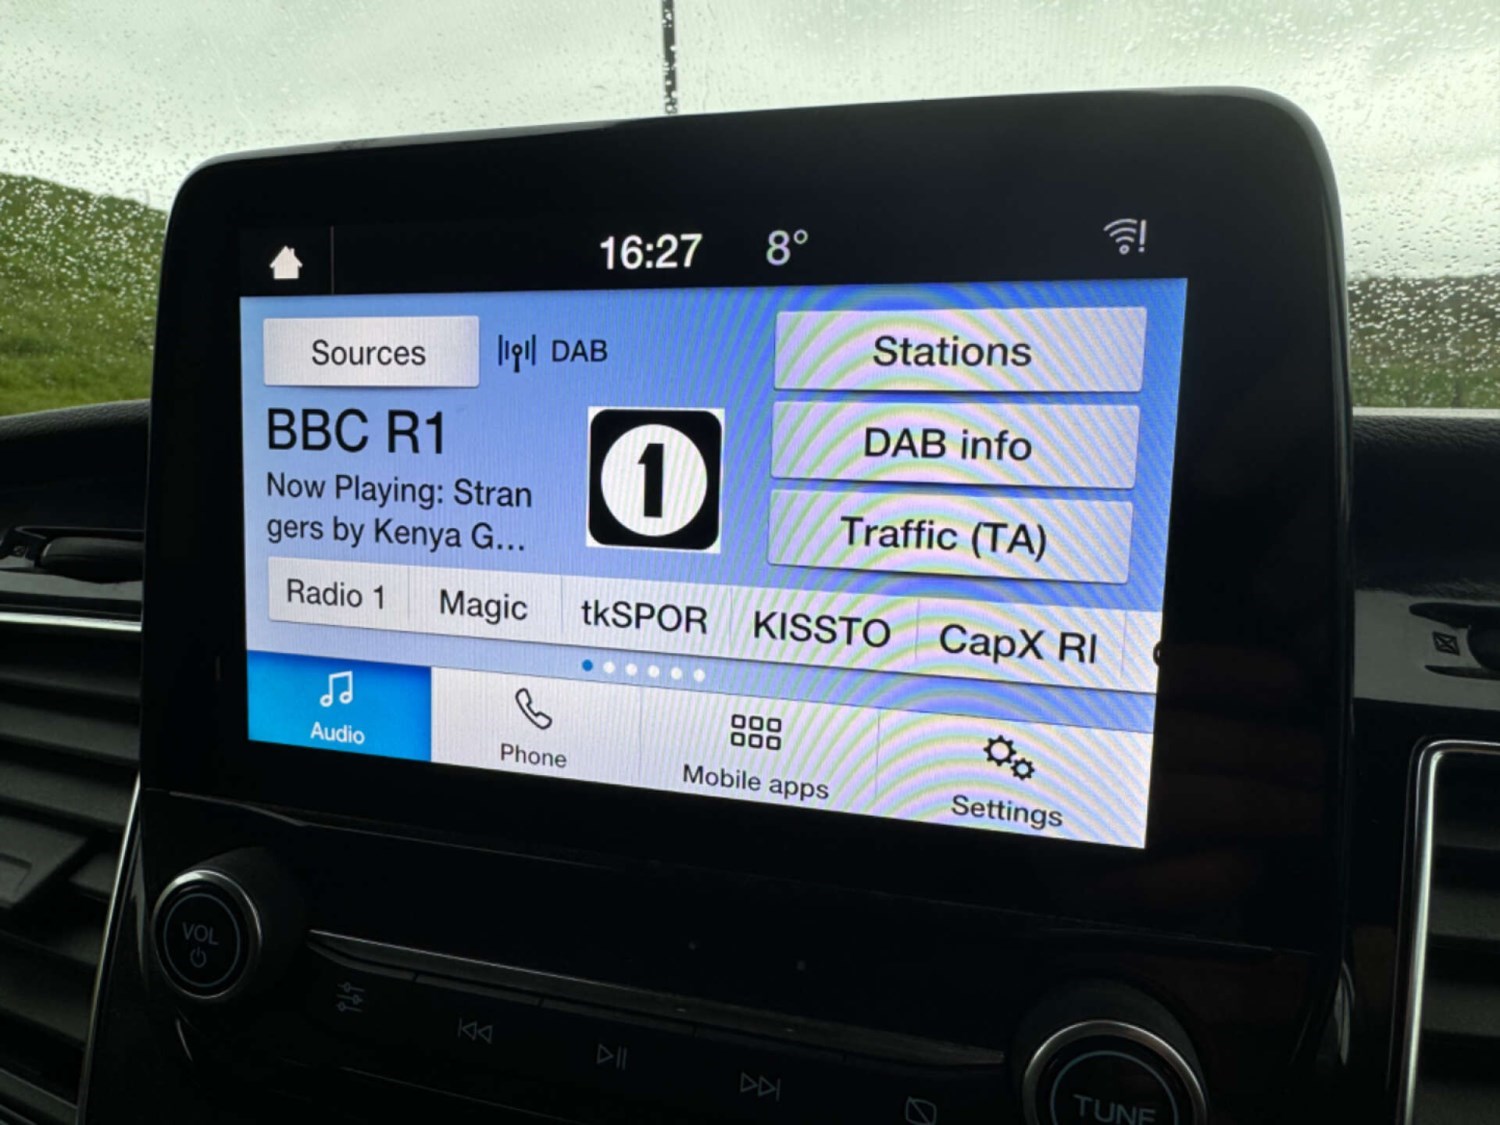 16:27 8°
Sources
DAB
Stations
BBC R1
1
DAB info
Now Playing: Stran
gers by Kenya G...
Traffic (TA)
Radio 1
Magic
tkSPOR
KISSTO
CapX RI
Audio
Phone
Mobile apps
Settings
VOL
TUNE